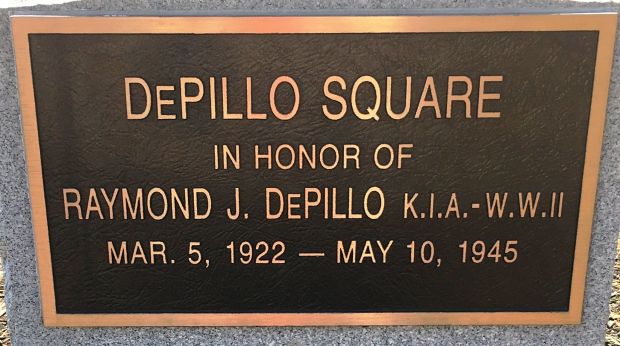 DePILLO SQUARE
IN HONOR OF
RAYMOND J. DePILLO K.I.A.-W.W.II
MAR. 5, 1922 — MAY 10, 1945